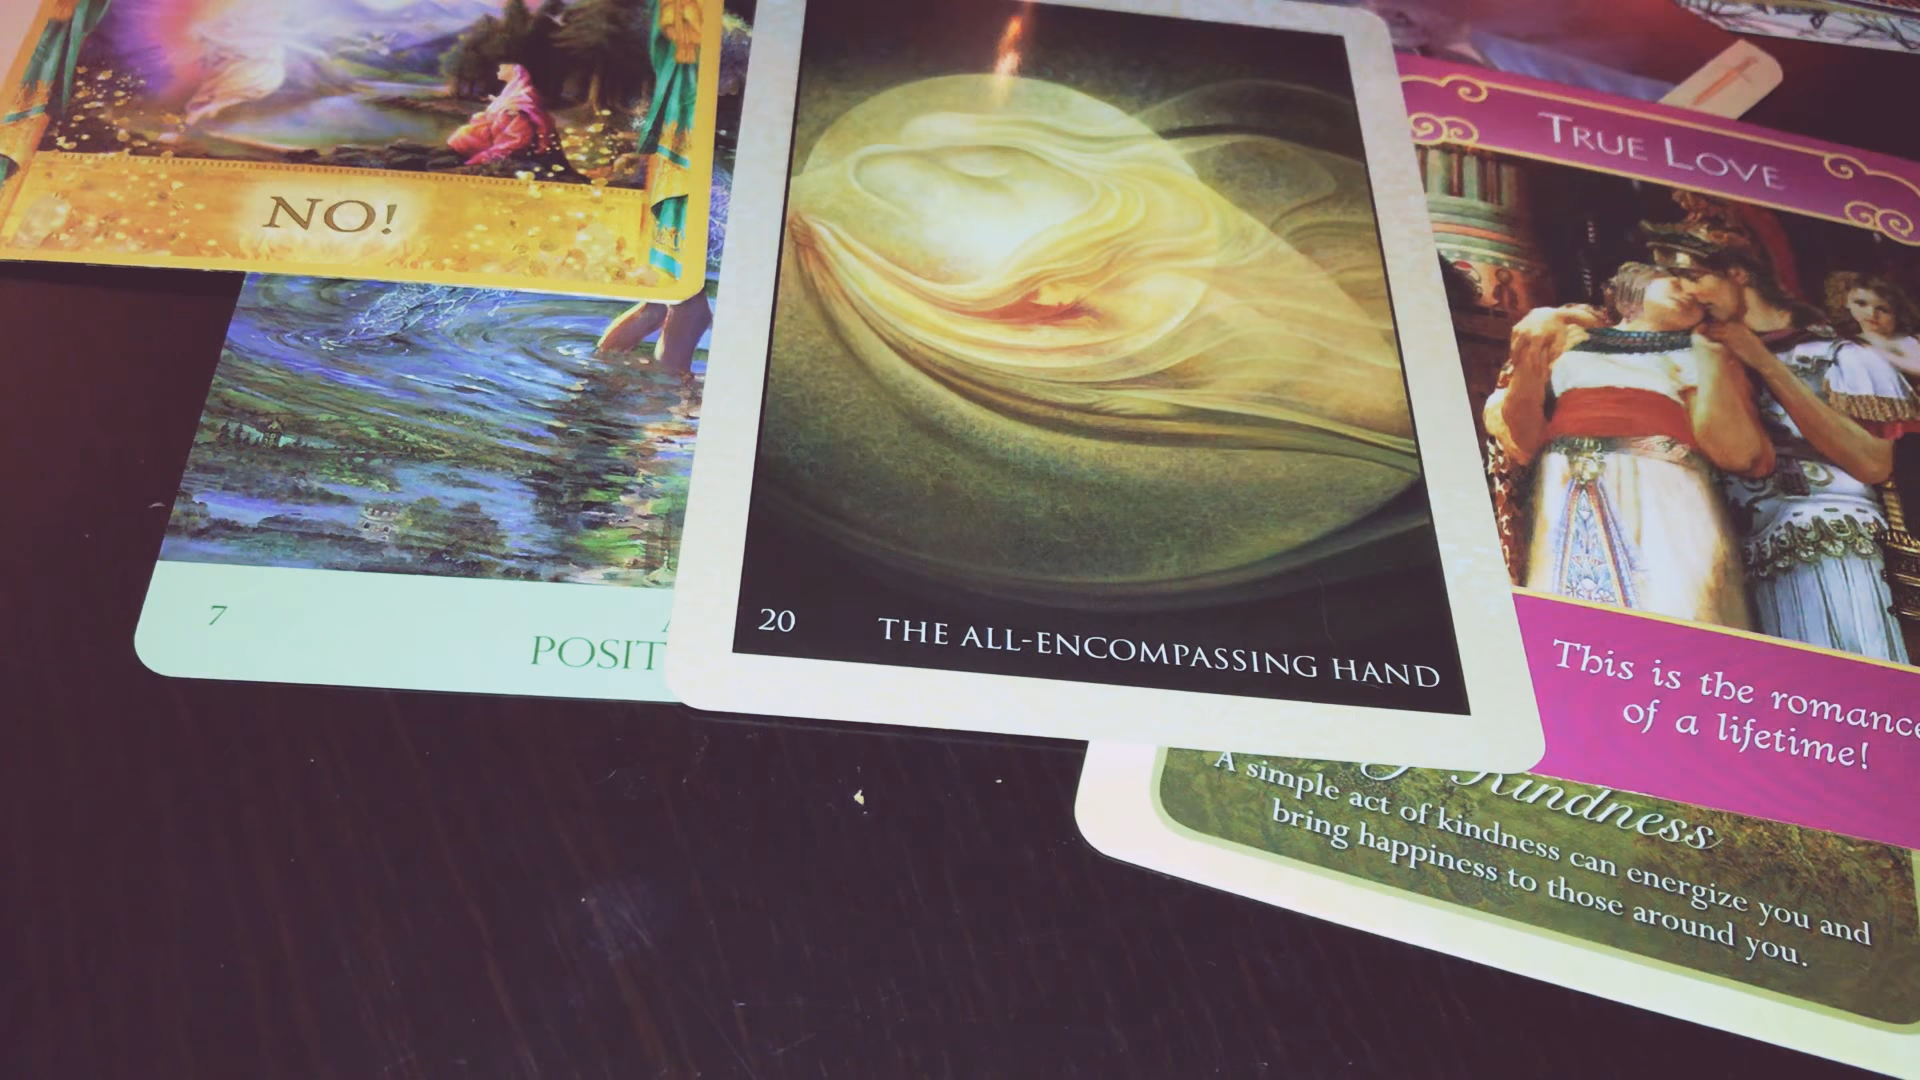 NO!
7
POSIT
20 THE ALL-ENCOMPASSING HAND
TRUE LOVE
This is the romance
of a lifetime!
Kindness
A simple act of kindness can energize you and
bring happiness to those around you.